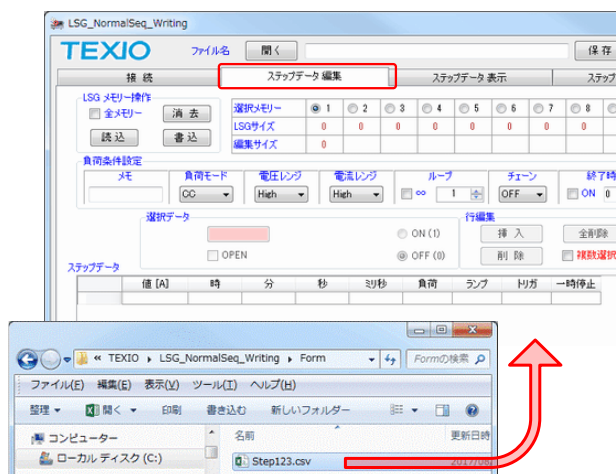 LSG_NormalSeq_Writing
TEXIO ファイル名 開く 保存
接続 ステップデータ編集 ステップデータ表示 ステップ
LSG メモリー操作
全メモリー 消去 選択メモリー 1 2 3 4 5 6 7 8
LSGサイズ 0 0 0 0 0 0 0 0
読込 書込 編集サイズ 0
負荷条件設定
メモ 負荷モード 電圧レンジ 電流レンジ ループ チェーン 終了時
CC High High ∞ 1 OFF ON 0
選択データ 行編集
ON (1) 挿入 全削除
OPEN OFF (0) 削除 複数選択
ステップデータ
値 [A] 時 分 秒 ミリ秒 負荷 ランプ トリガ 一時停止
« TEXIO LSG_NormalSeq_Writing Form Formの検索
ファイル(F) 編集(E) 表示(V) ツール(T) ヘルプ(H)
整理 開く 印刷 書き込む 新しいフォルダー
コンピューター 名前 更新日時
ローカル ディスク (C:) Step123.csv 2017/08/